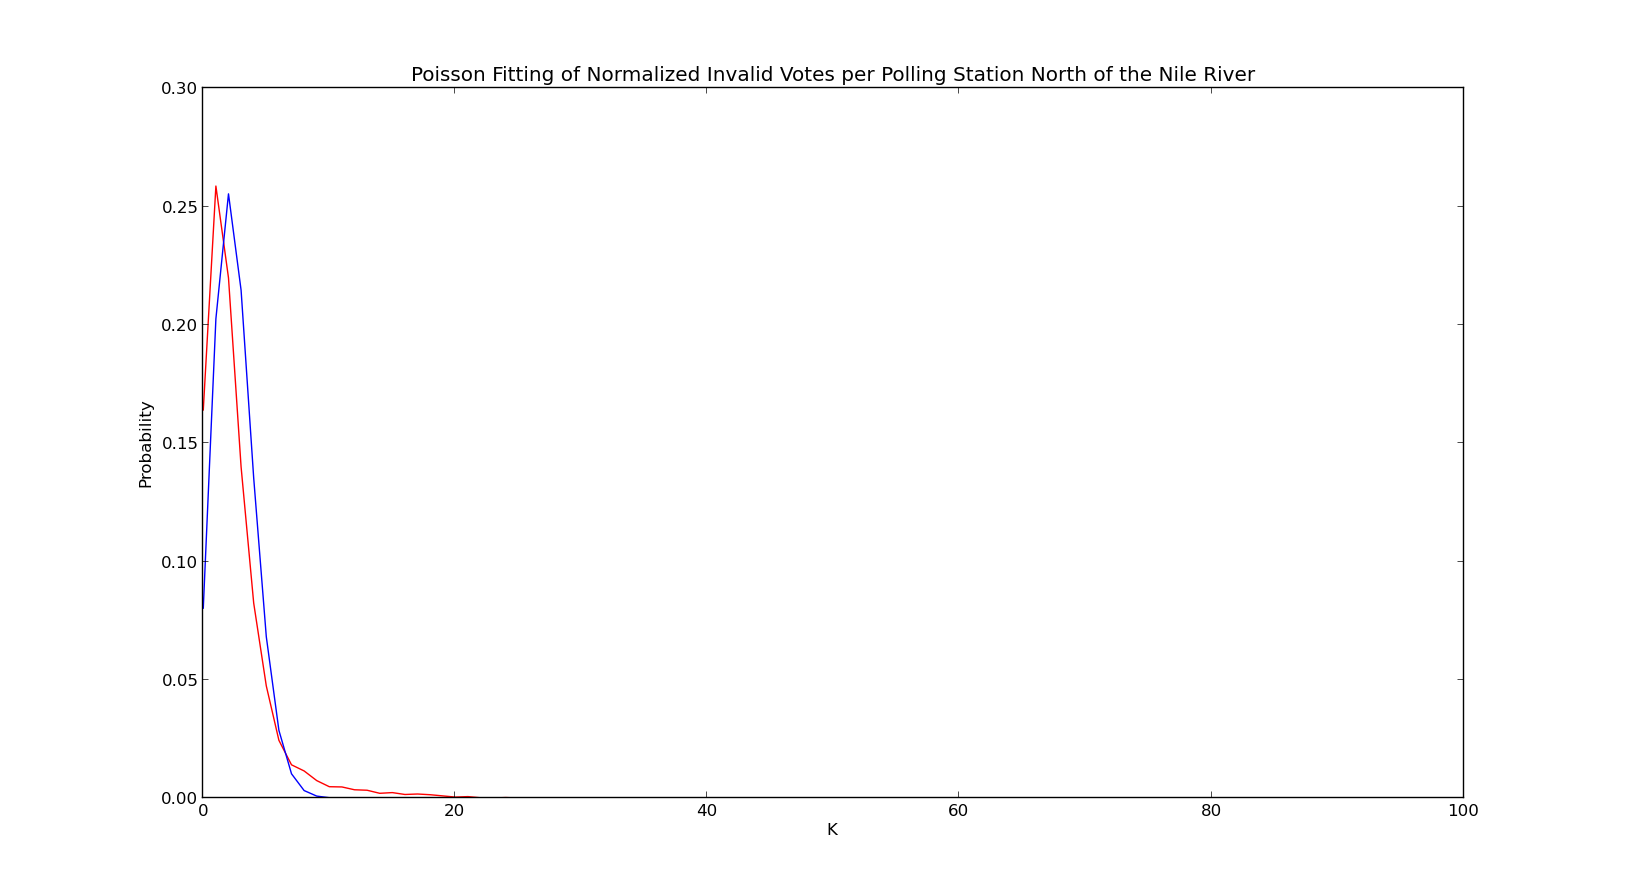 Poisson Fitting of Normalized Invalid Votes per Polling Station North of the Nile River
0.30
0.25
0.20
0.15
0.10
0.05
0.00
Probability
0 20 40 60 80 100
K